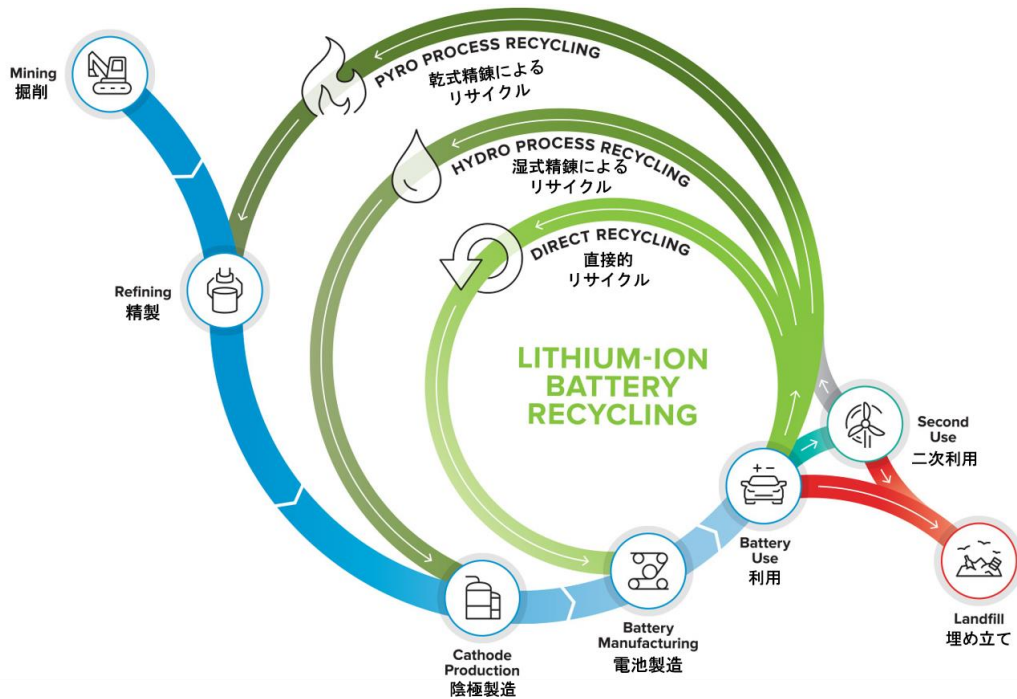 Mining
掘削
PYRO PROCESS RECYCLING
乾式精錬による
リサイクル
HYDRO PROCESS RECYCLING
湿式精錬による
リサイクル
DIRECT RECYCLING
直接的
リサイクル
Refining
精製
LITHIUM-ION
BATTERY
RECYCLING
Second
Use
二次利用
+ −
Battery
Use
利用
Landfill
埋め立て
Battery
Manufacturing
電池製造
Cathode
Production
陰極製造